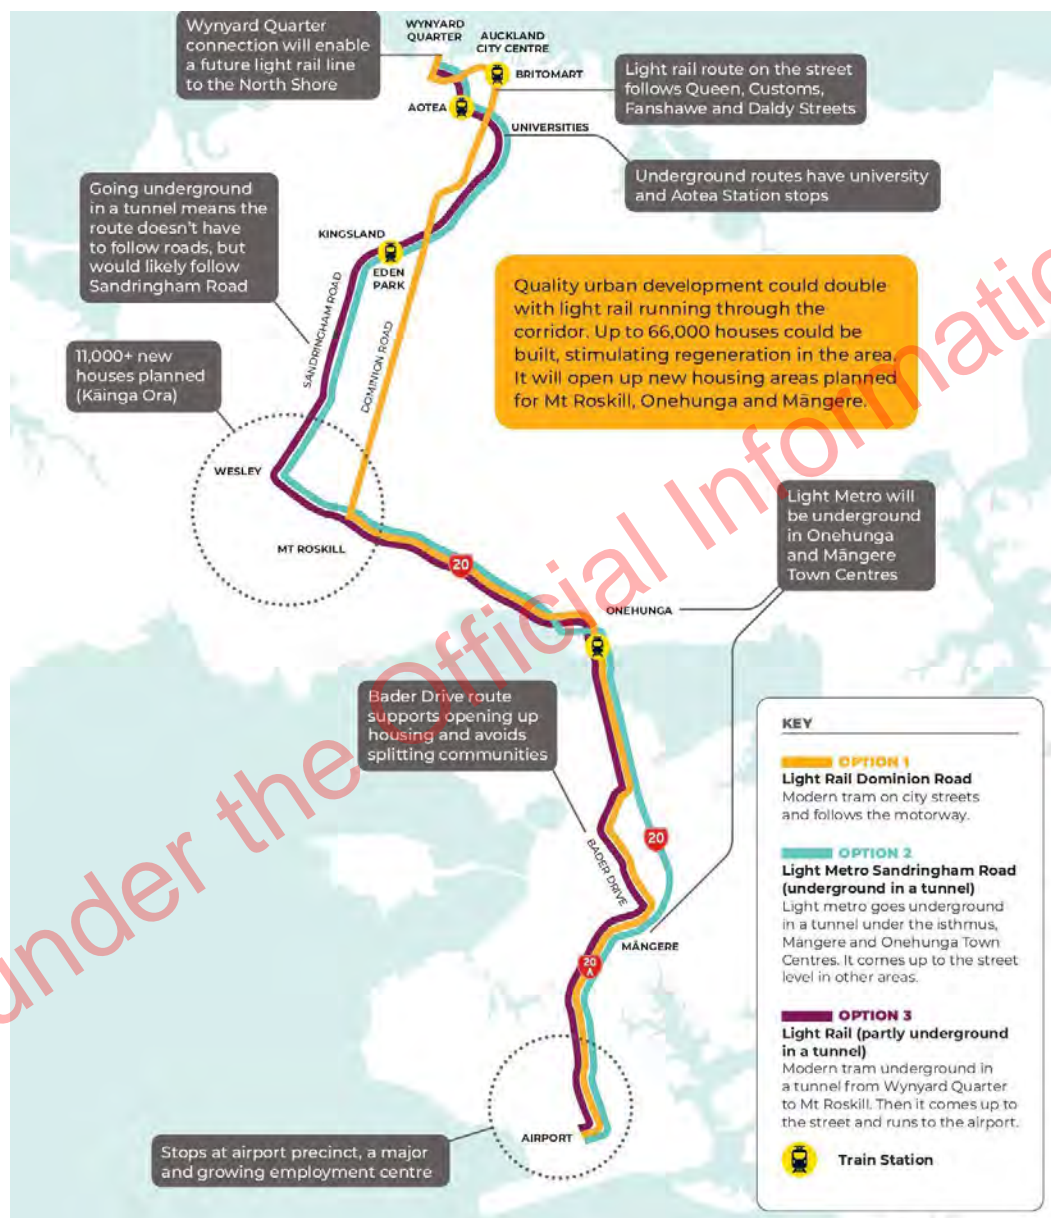 Wynyard Quarter
connection will enable
a future light rail line
to the North Shore
WYNYARD
QUARTER
AUCKLAND
CITY CENTRE
BRITOMART
Light rail route on the street
follows Queen, Customs,
Fanshawe and Daldy Streets
AOTEA
UNIVERSITIES
Underground routes have university
and Aotea Station stops
Going underground
in a tunnel means the
route doesn't have
to follow roads, but
would likely follow
Sandringham Road
KINGSLAND
EDEN
PARK
SANDRINGHAM ROAD
DOMINION ROAD
Quality urban development could double
with light rail running through the
corridor. Up to 66,000 houses could be
built, stimulating regeneration in the area.
It will open up new housing areas planned
for Mt Roskill, Onehunga and Māngere.
11,000+ new
houses planned
(Kāinga Ora)
WESLEY
MT ROSKILL
20
Light Metro will
be underground
in Onehunga
and Māngere
Town Centres
ONEHUNGA
Bader Drive route
supports opening up
housing and avoids
splitting communities
20
BADER DRIVE
MĀNGERE
20
A
AIRPORT
Stops at airport precinct, a major
and growing employment centre
KEY
OPTION 1
Light Rail Dominion Road
Modern tram on city streets
and follows the motorway.
OPTION 2
Light Metro Sandringham Road
(underground in a tunnel)
Light metro goes underground
in a tunnel under the isthmus,
Māngere and Onehunga Town
Centres. It comes up to the street
level in other areas.
OPTION 3
Light Rail (partly underground
in a tunnel)
Modern tram underground in
a tunnel from Wynyard Quarter
to Mt Roskill. Then it comes up to
the street and runs to the airport.
Train Station
under the Official Informatio